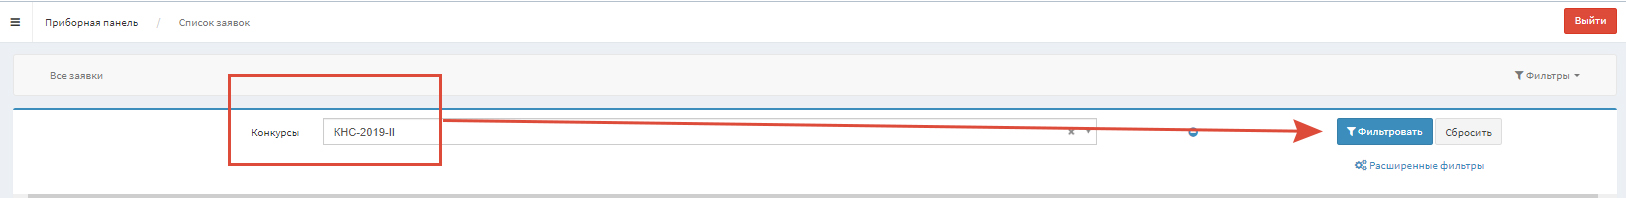 Приборная панель / Список заявок Выйти
Все заявки Фильтры
Конкурсы КНС-2019-II × Фильтровать Сбросить
Расширенные фильтры